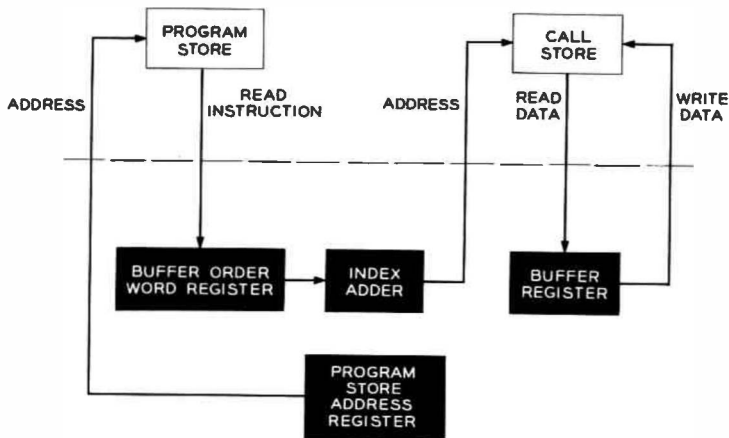 PROGRAM
STORE
CALL
STORE
ADDRESS
READ
INSTRUCTION
ADDRESS
READ
DATA
WRITE
DATA
BUFFER ORDER
WORD REGISTER
INDEX
ADDER
BUFFER
REGISTER
PROGRAM
STORE
ADDRESS
REGISTER